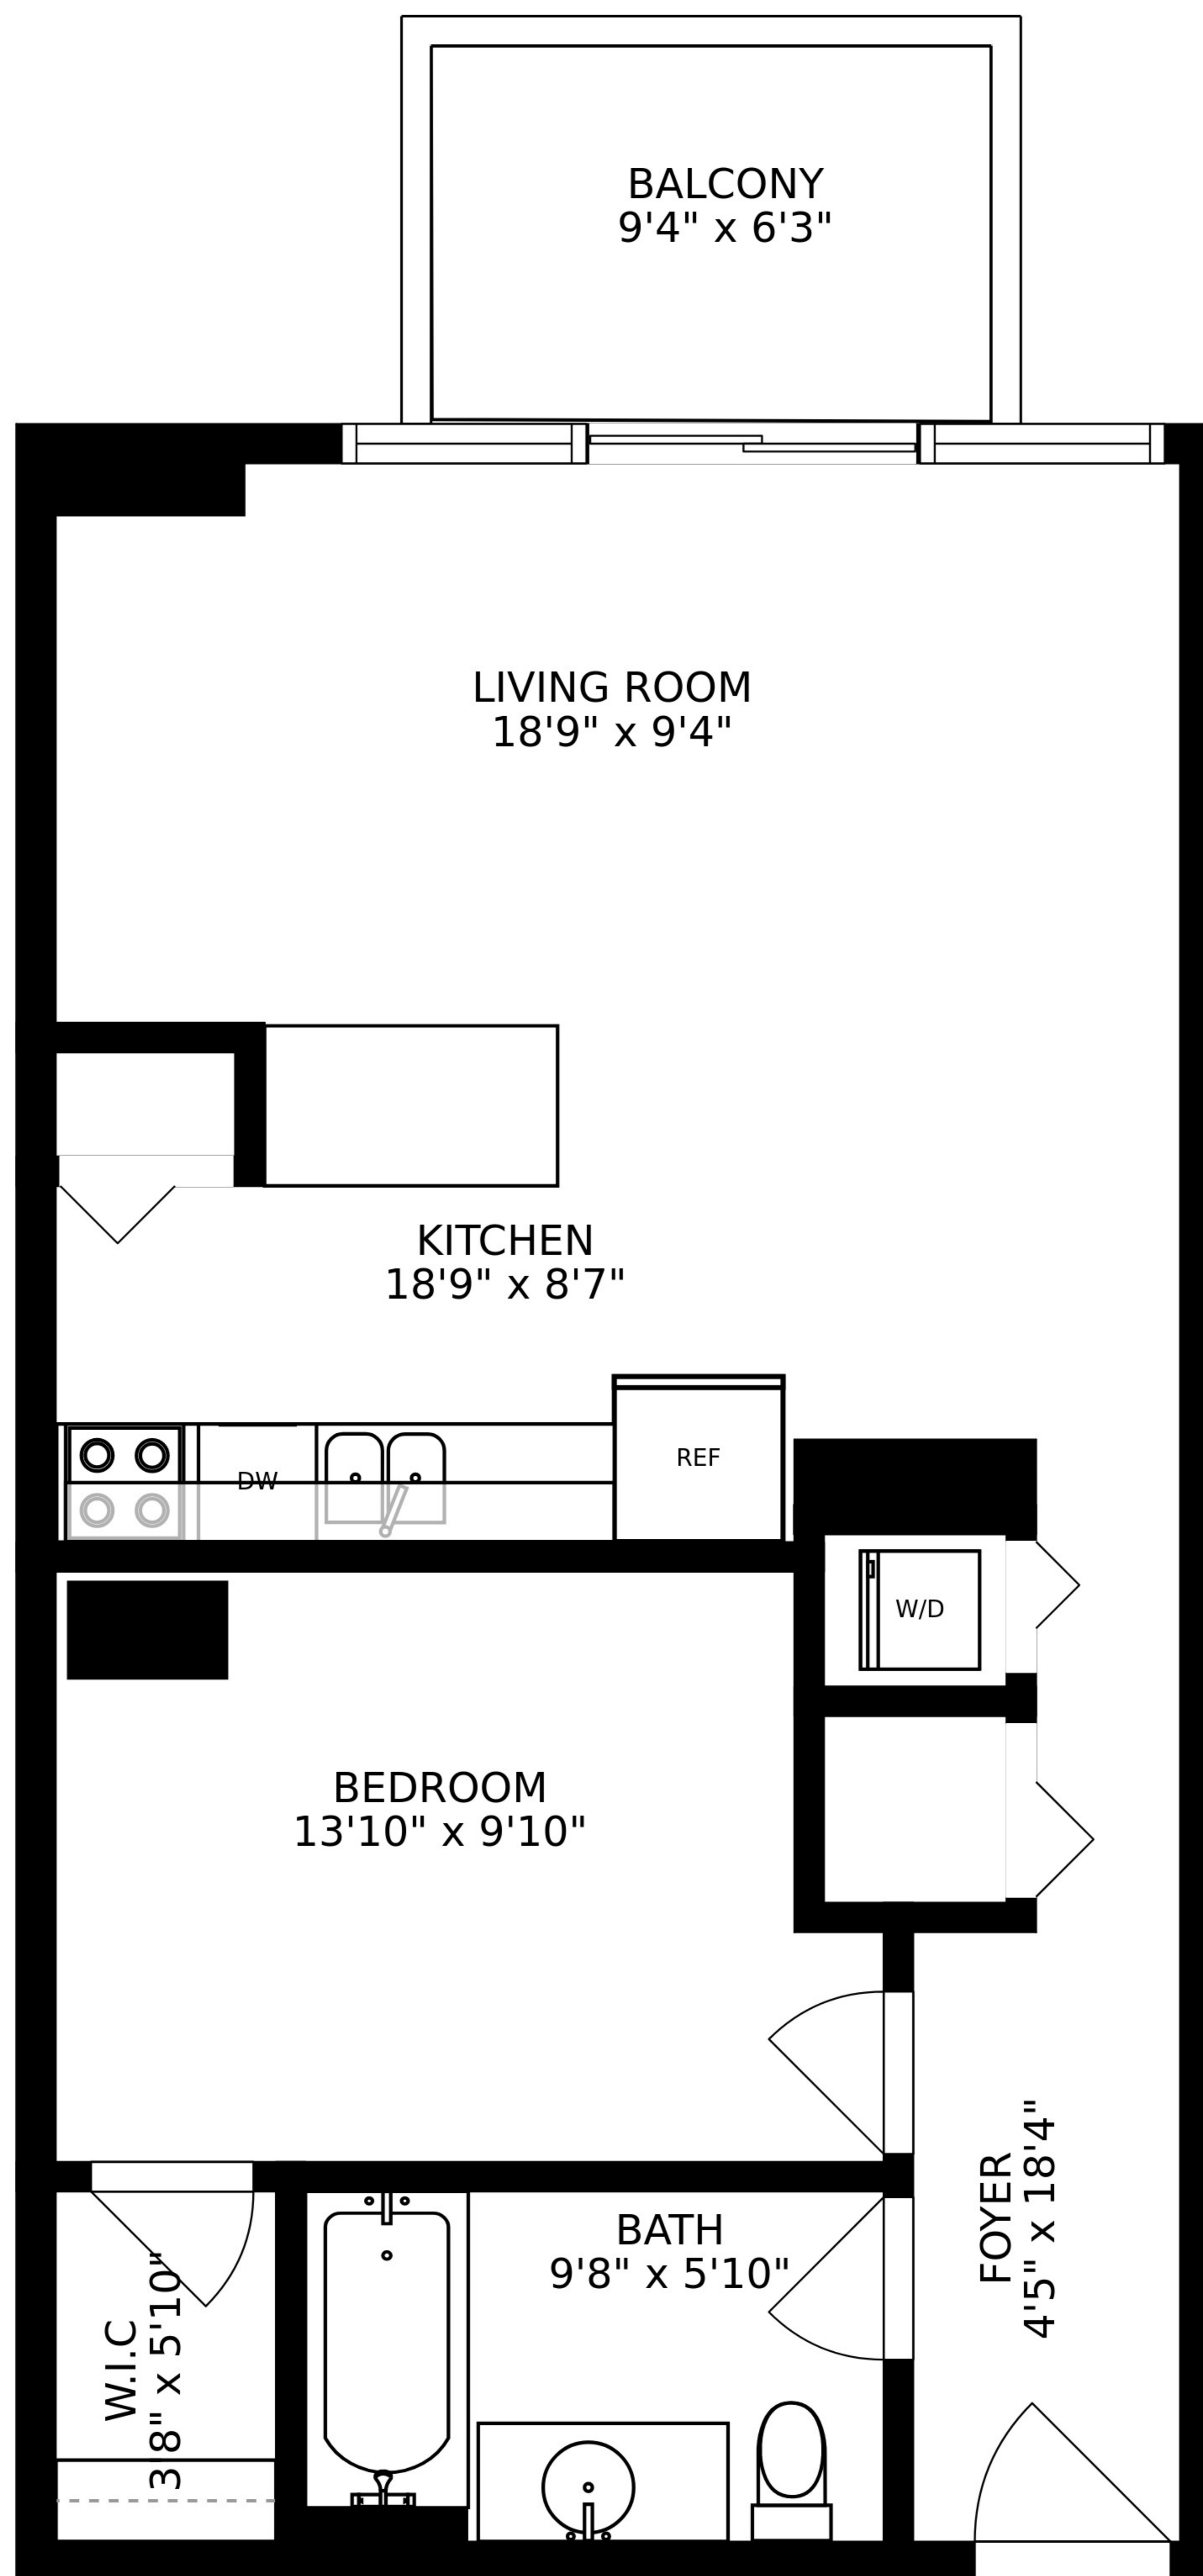 BALCONY
9'4" x 6'3"
LIVING ROOM
18'9" x 9'4"
KITCHEN
18'9" x 8'7"
REF
DW
W/D
BEDROOM
13'10" x 9'10"
FOYER
4'5" x 18'4"
BATH
9'8" x 5'10"
W.I.C
3'8" x 5'10"